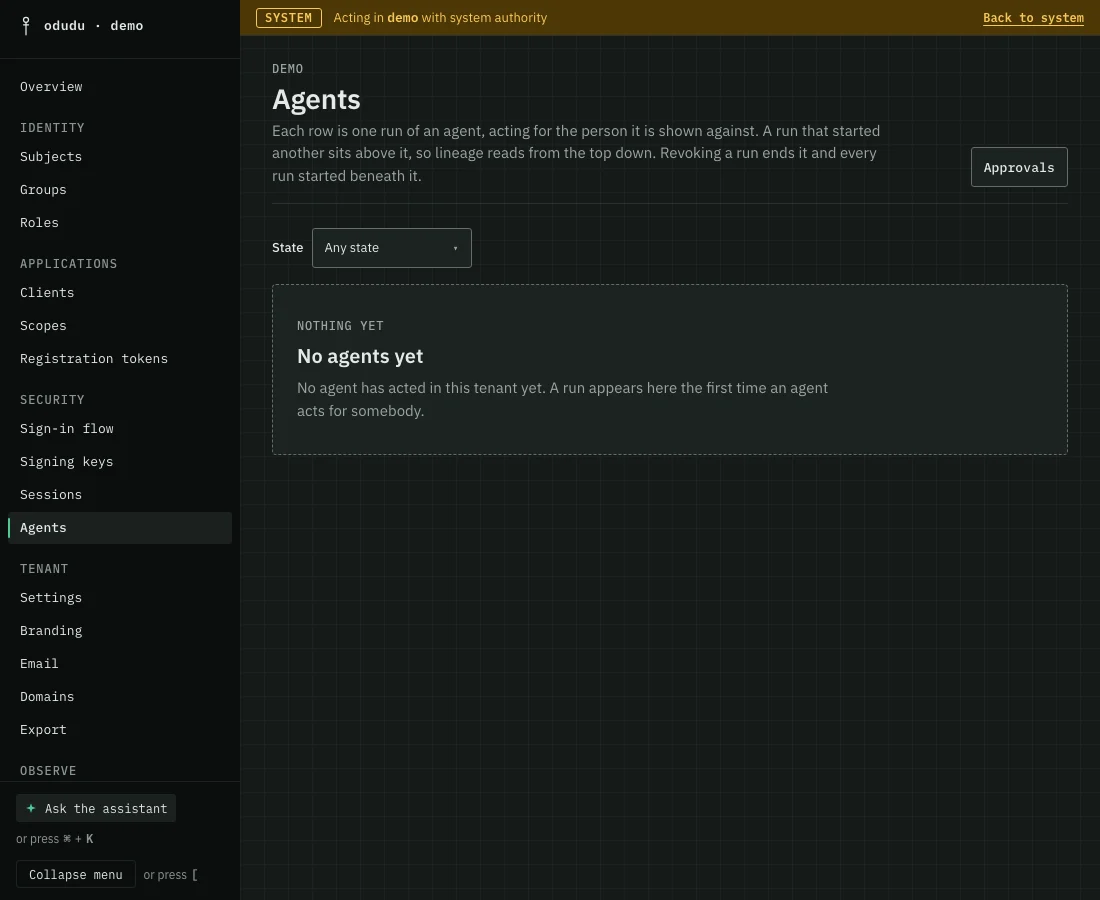 odudu · demo
SYSTEM Acting in demo with system authority Back to system
Overview
IDENTITY
Subjects
Groups
Roles
APPLICATIONS
Clients
Scopes
Registration tokens
SECURITY
Sign-in flow
Signing keys
Sessions
Agents
TENANT
Settings
Branding
Email
Domains
Export
OBSERVE
Ask the assistant
or press ⌘ + K
Collapse menu or press [
DEMO
Agents
Each row is one run of an agent, acting for the person it is shown against. A run that started
another sits above it, so lineage reads from the top down. Revoking a run ends it and every
run started beneath it.
Approvals
State Any state
NOTHING YET
No agents yet
No agent has acted in this tenant yet. A run appears here the first time an agent
acts for somebody.